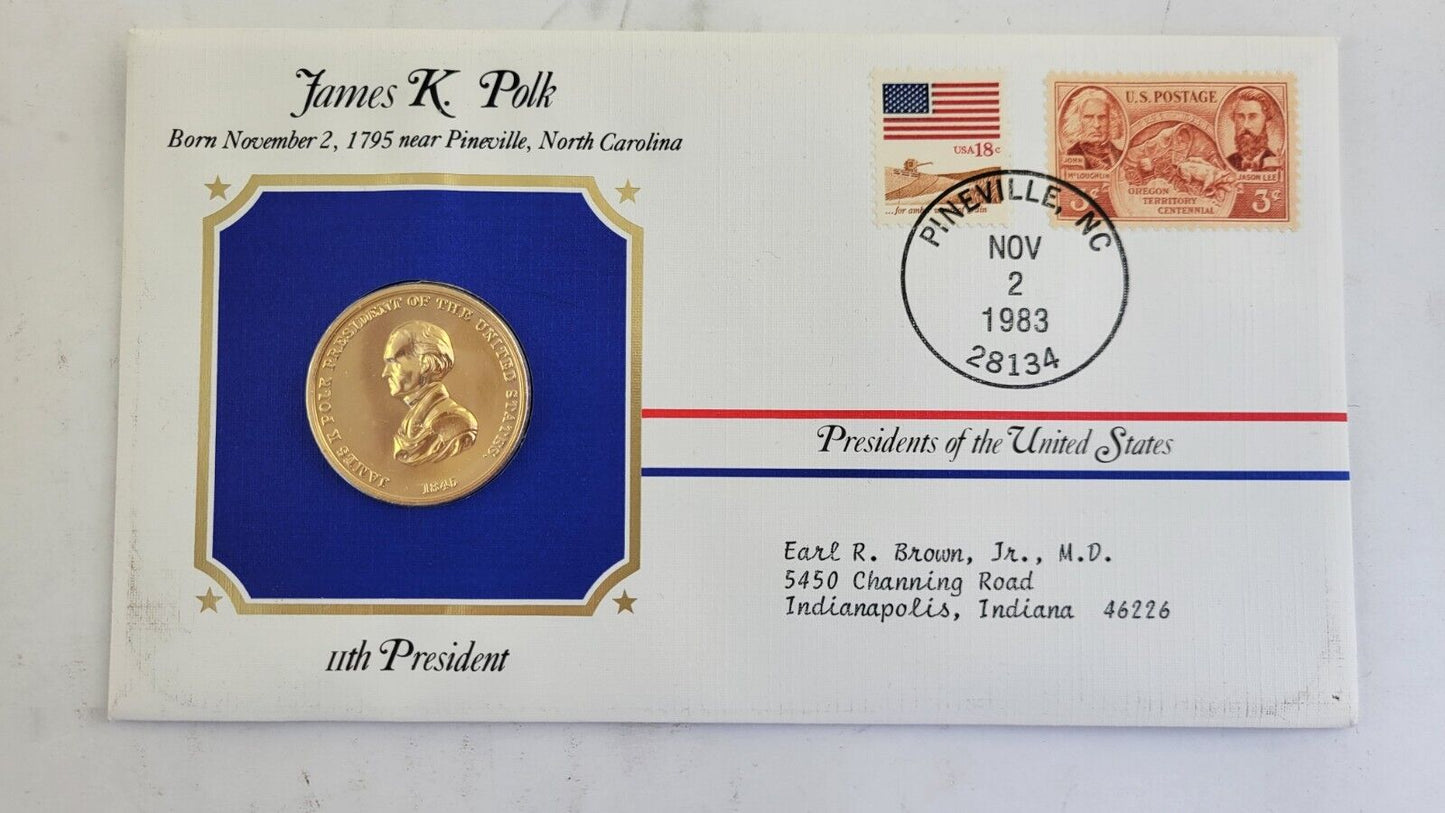 James K. Polk
Born November 2, 1795 near Pineville, North Carolina
JAMES K POLK PRESIDENT OF THE UNITED STATES.
1845
11th President
USA 18c
...for amber of grain
U.S. POSTAGE
JOHN
McLOUGHLIN
JASON LEE
OREGON
TERRITORY
CENTENNIAL
3¢
3¢
PINEVILLE, NC
NOV
2
1983
28134
Presidents of the United States
Earl R. Brown, Jr., M.D.
5450 Channing Road
Indianapolis, Indiana 46226